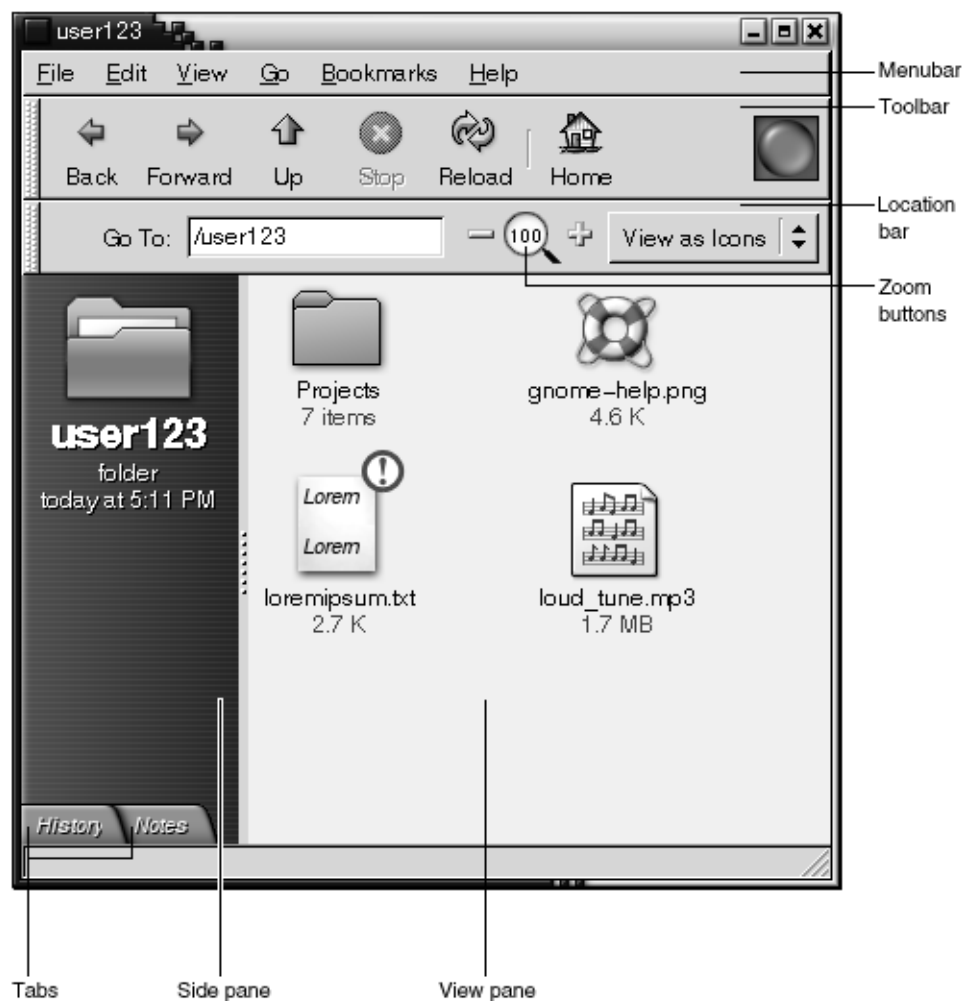 user123
File Edit View Go Bookmarks Help
Menubar
Toolbar
Back Forward Up Stop Reload Home
Location
bar
Go To: /user123 100 View as Icons
Zoom
buttons
user123
folder
today at 5:11 PM
Projects
7 items
gnome-help.png
4.6 K
Lorem
Lorem
loremipsum.txt
2.7 K
loud_tune.mp3
1.7 MB
History Notes
Tabs Side pane View pane